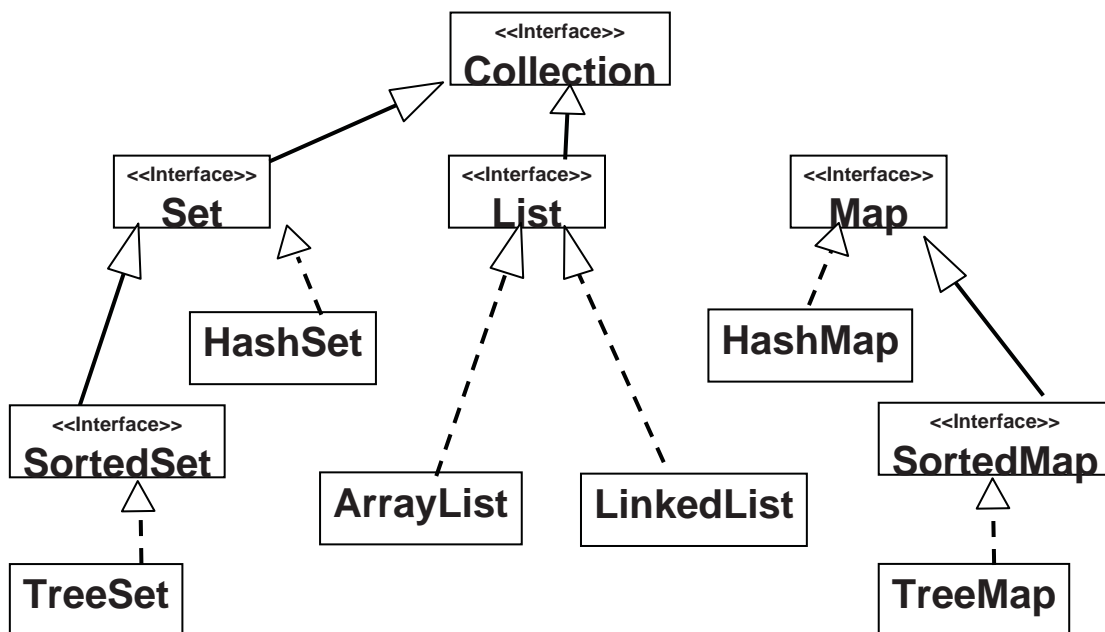 <<Interface>>
Collection
<<Interface>>
Set
<<Interface>>
List
<<Interface>>
Map
HashSet
HashMap
<<Interface>>
SortedSet
<<Interface>>
SortedMap
ArrayList
LinkedList
TreeSet
TreeMap